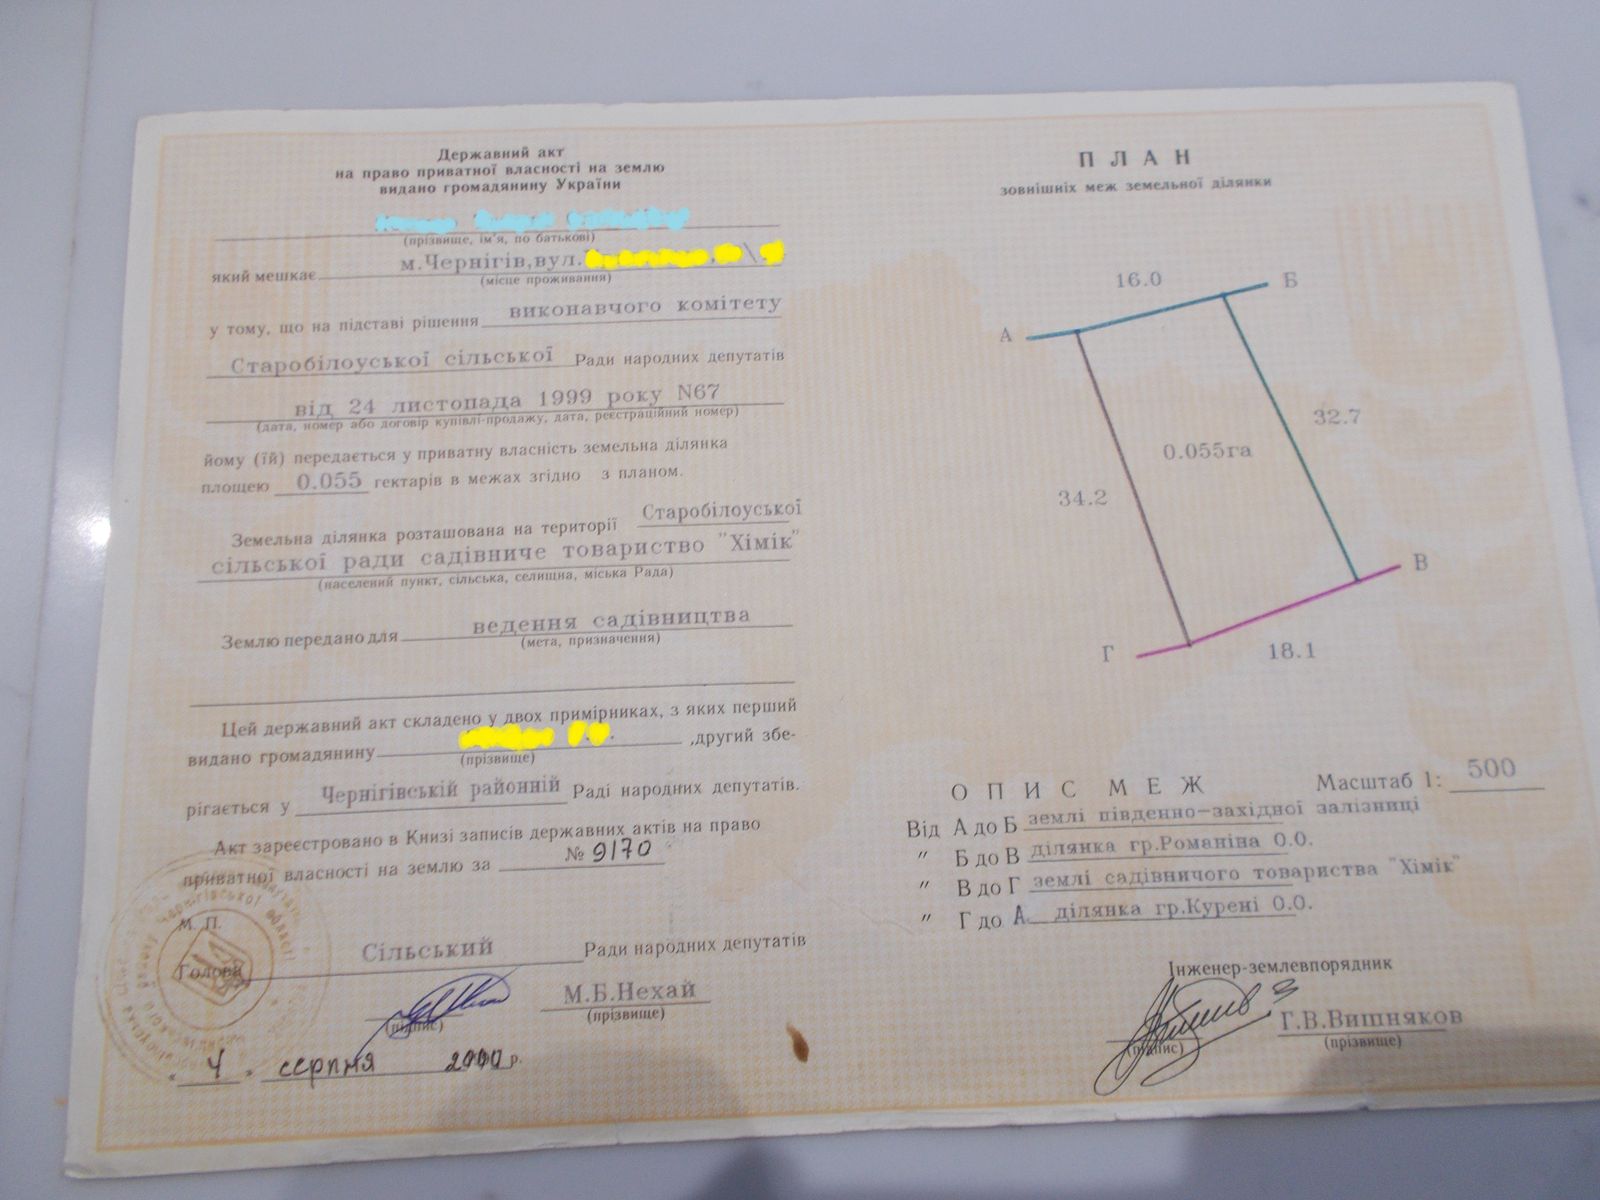 Державний акт
на право приватної власності на землю
видано громадянину України
(прізвище, ім'я, по батькові)
який мешкає м.Чернігів,вул.
(місце проживання)
у тому, що на підставі рішення виконавчого комітету
Старобілоуської сільської Ради народних депутатів
від 24 листопада 1999 року N67
(дата, номер або договір купівлі-продажу, дата, реєстраційний номер)
йому (їй) передається у приватну власність земельна ділянка
площею 0.055 гектарів в межах згідно з планом.
Земельна ділянка розташована на території Старобілоуської
сільської ради садівниче товариство "Хімік"
(населений пункт, сільська, селищна, міська Рада)
Землю передано для ведення садівництва
(мета, призначення)
Цей державний акт складено у двох примірниках, з яких перший
видано громадянину ,другий збе-
(прізвище)
рігається у Чернігівській районній Раді народних депутатів.
Акт зареєстровано в Книзі записів державних актів на право
приватної власності на землю за № 9170
М. П.
Голова Сільський Ради народних депутатів
М.Б.Нехай
(підпис) (прізвище)
" 4 " серпня 2000 р.
П Л А Н
зовнішніх меж земельної ділянки
16.0
Б
А
32.7
0.055га
34.2
В
Г
18.1
О П И С М Е Ж Масштаб 1: 500
Від А до Б землі південно-західної залізниці
" Б до В ділянка гр.Романіна О.О.
" В до Г землі садівничого товариства "Хімік"
" Г до А ділянка гр.Курені О.О.
Інженер-землевпорядник
Г.В.Вишняков
(підпис) (прізвище)